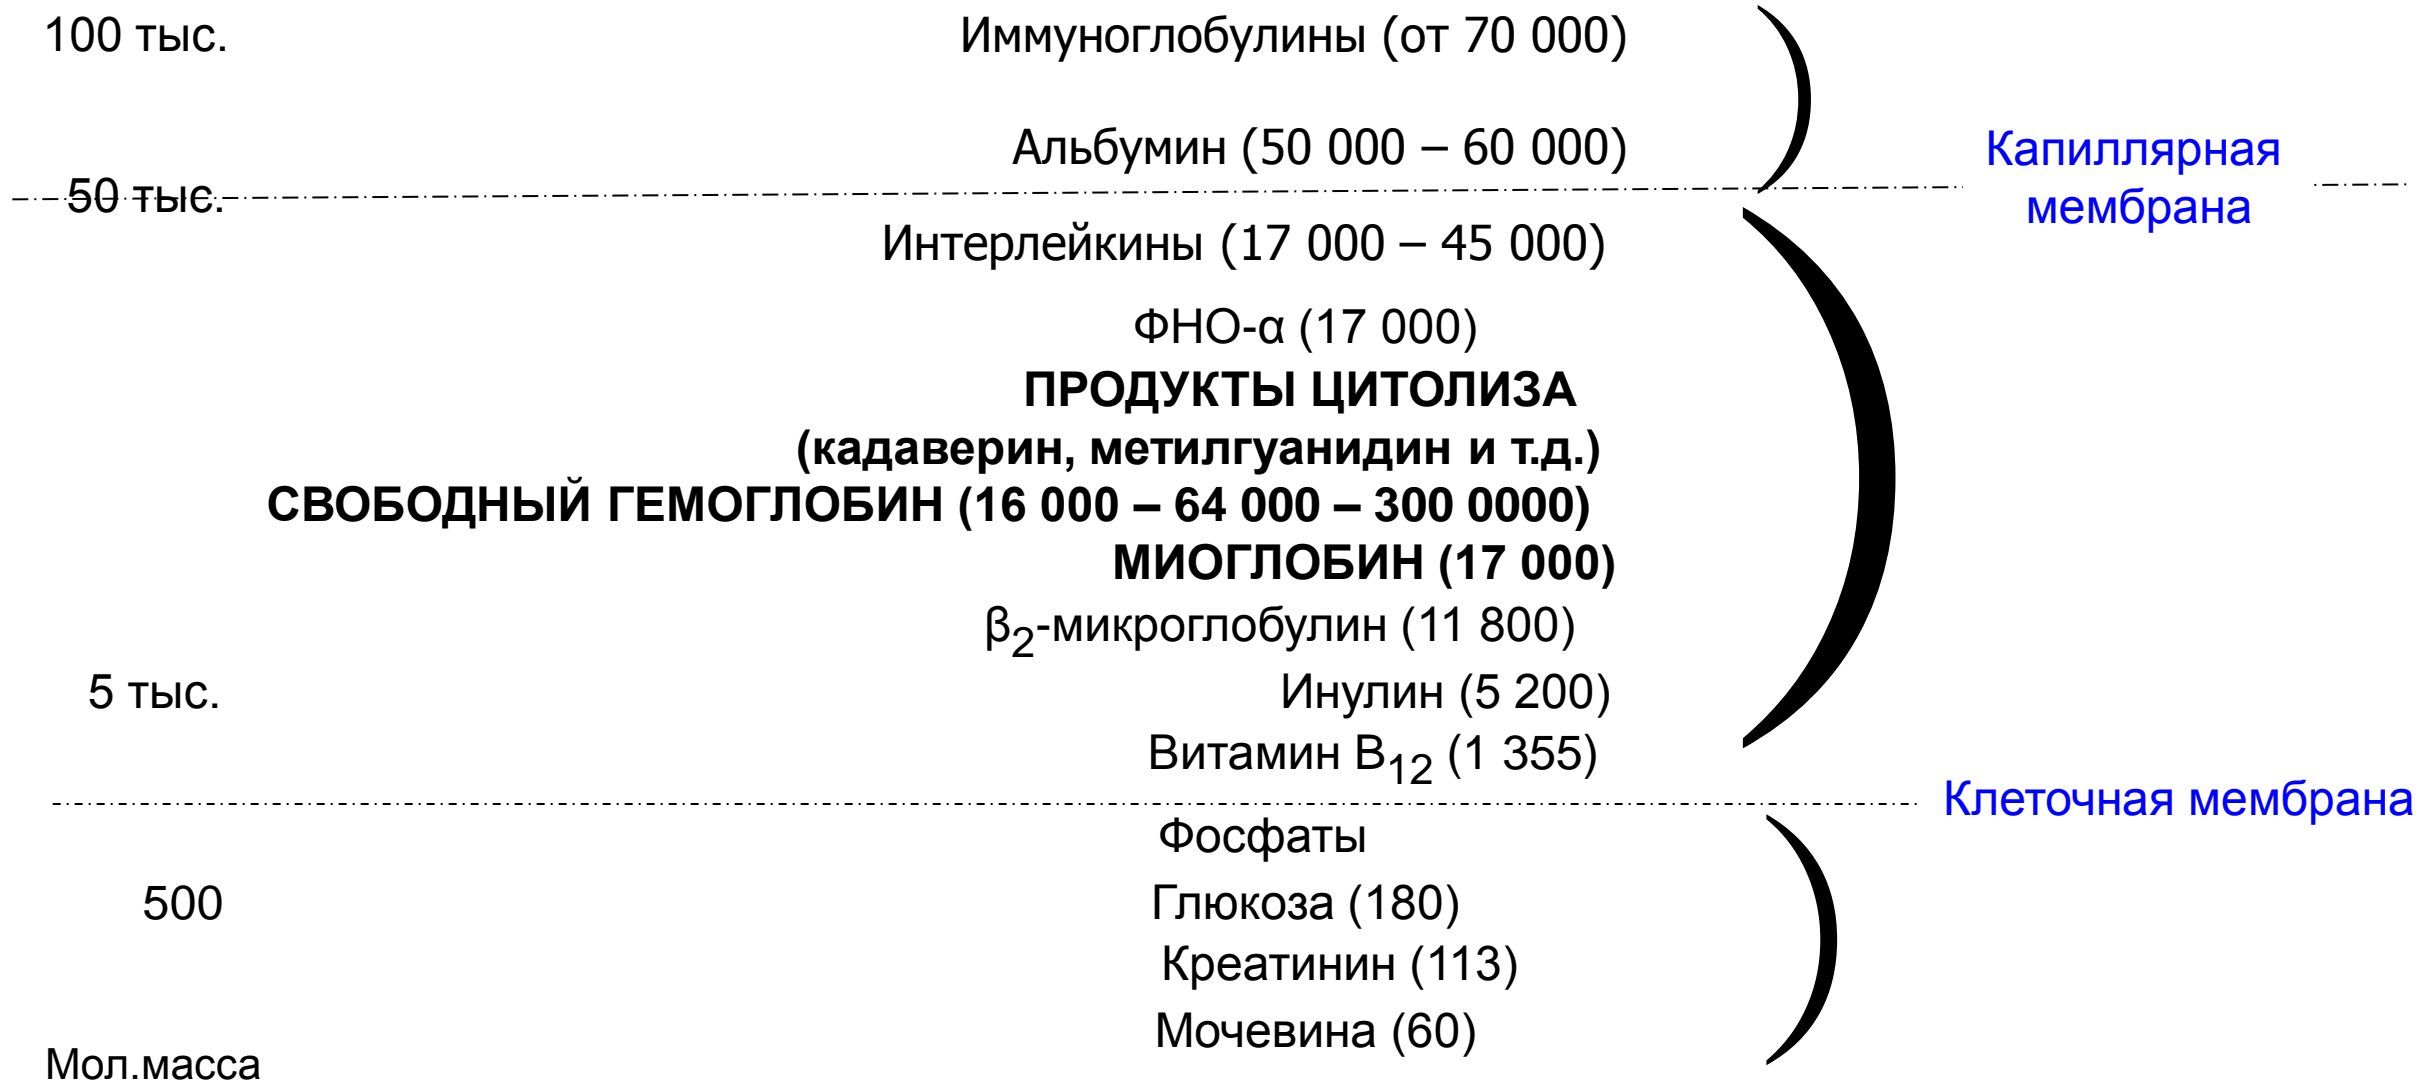 100 тыс.
Иммуноглобулины (от 70 000)
Альбумин (50 000 – 60 000)
Капиллярная
мембрана
50 тыс.
Интерлейкины (17 000 – 45 000)
ФНО-α (17 000)
ПРОДУКТЫ ЦИТОЛИЗА
(кадаверин, метилгуанидин и т.д.)
СВОБОДНЫЙ ГЕМОГЛОБИН (16 000 – 64 000 – 300 0000)
МИОГЛОБИН (17 000)
β2-микроглобулин (11 800)
5 тыс.
Инулин (5 200)
Витамин В12 (1 355)
Клеточная мембрана
Фосфаты
500
Глюкоза (180)
Креатинин (113)
Мочевина (60)
Мол.масса